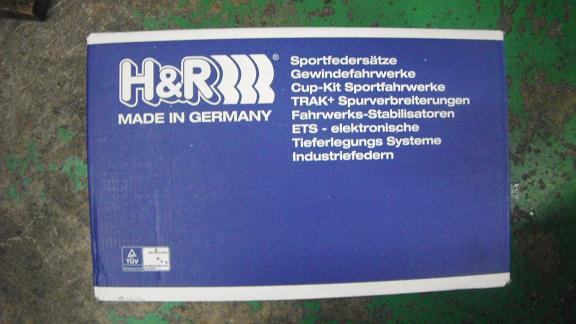 H&R®
MADE IN GERMANY
Sportfedersätze
Gewindefahrwerke
Cup-Kit Sportfahrwerke
TRAK+ Spurverbreiterungen
Fahrwerks-Stabilisatoren
ETS - elektronische
Tieferlegungs Systeme
Industriefedern
TÜV